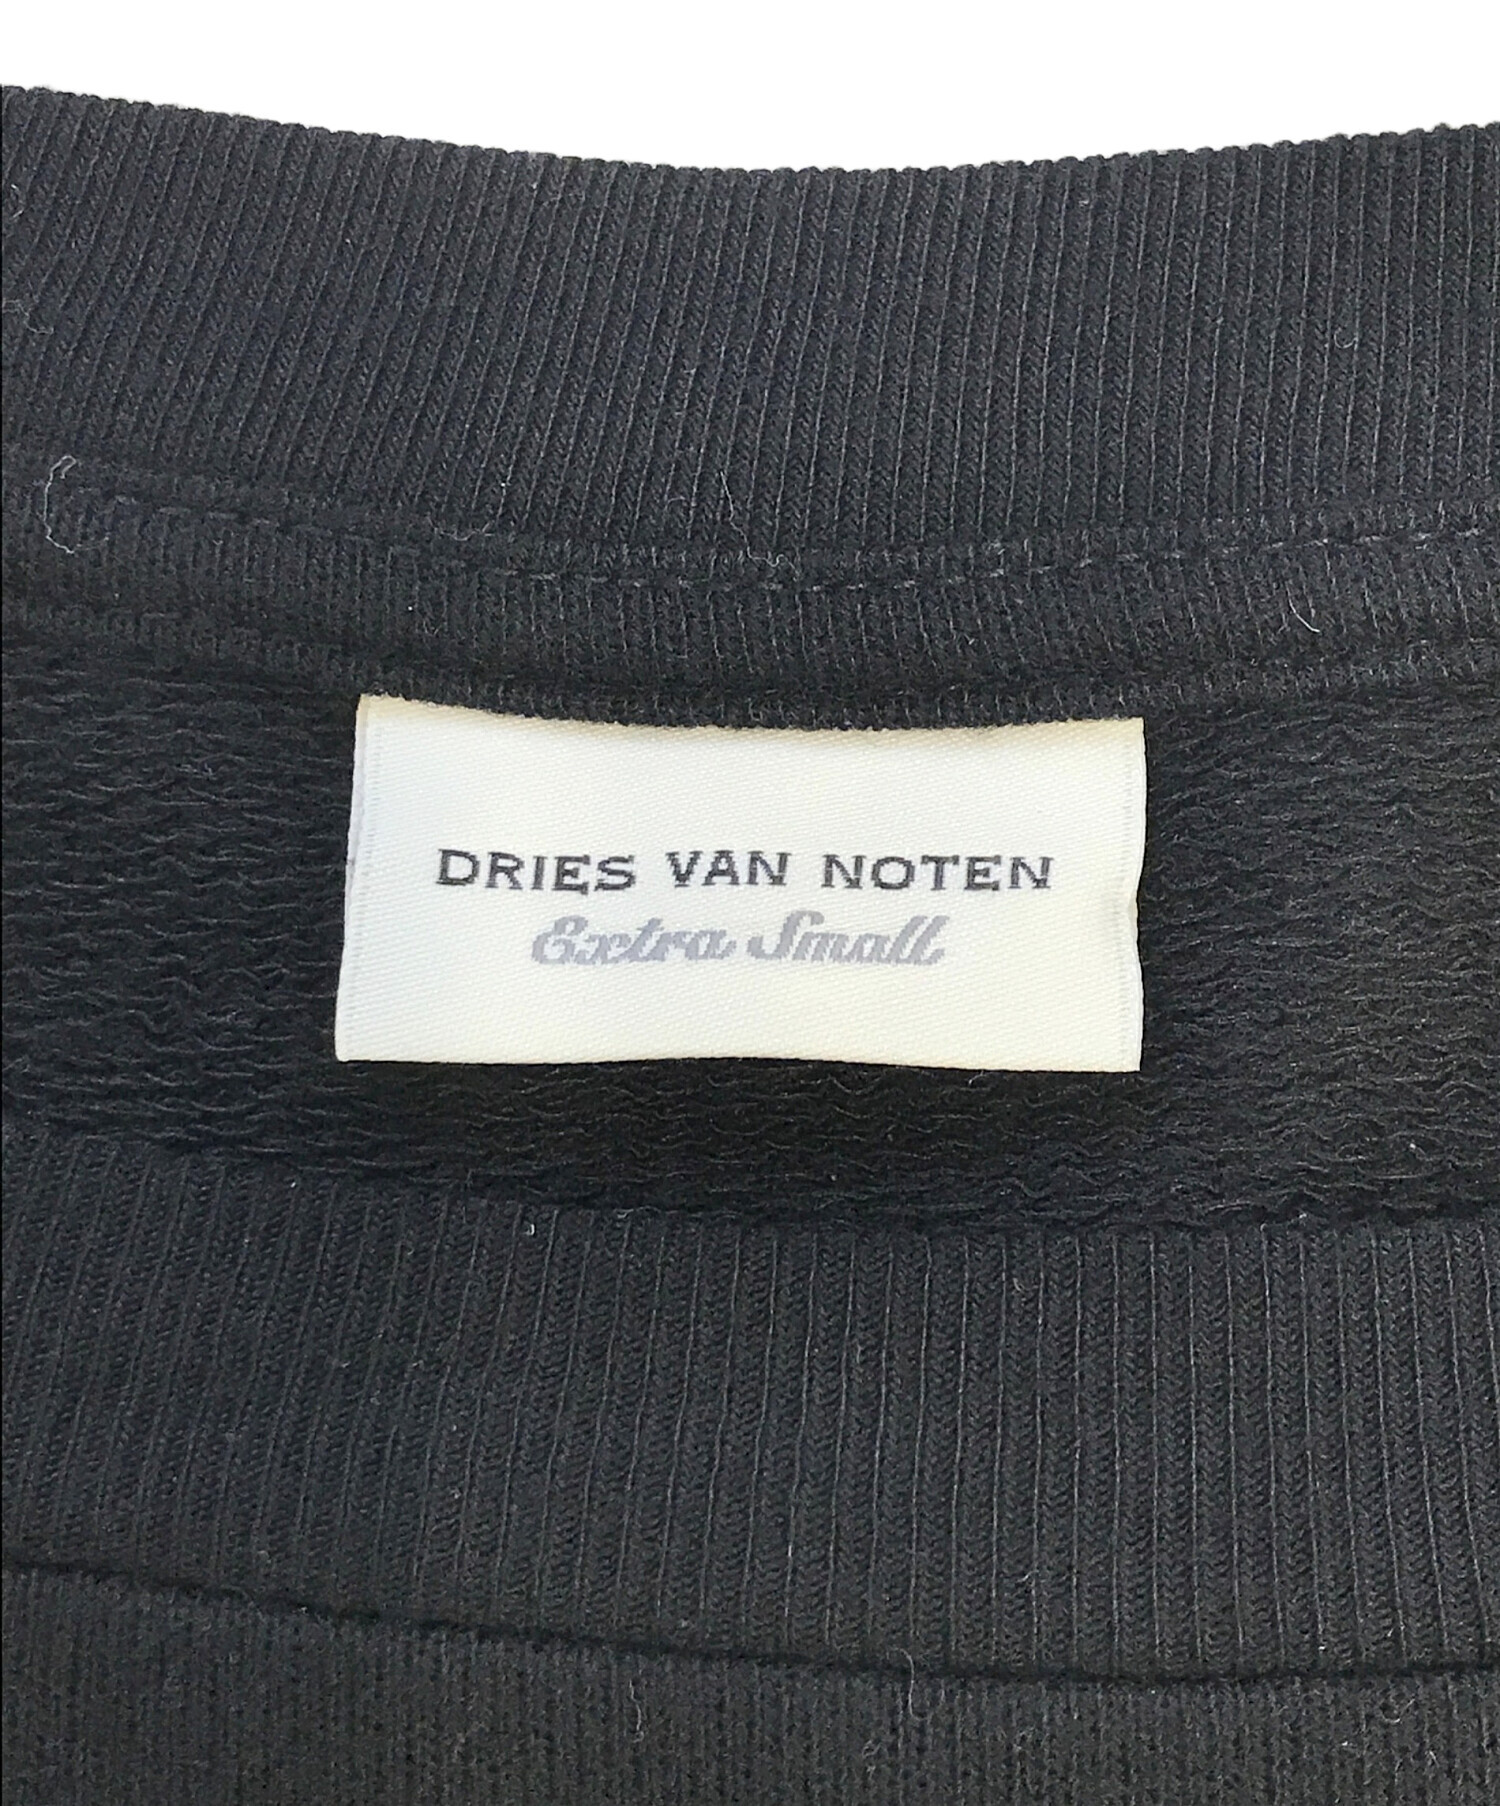 DRIES VAN NOTEN
Extra Small